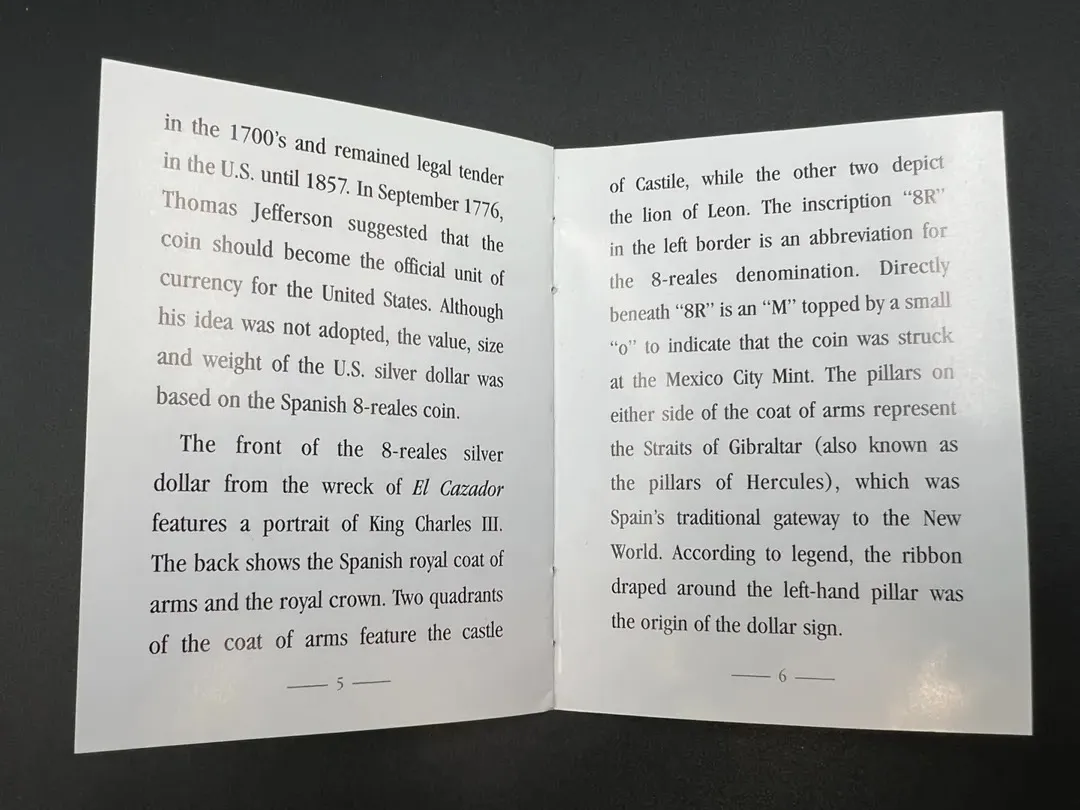 in the 1700's and remained legal tender
in the U.S. until 1857. In September 1776,
Thomas Jefferson suggested that the
coin should become the official unit of
currency for the United States. Although
his idea was not adopted, the value, size
and weight of the U.S. silver dollar was
based on the Spanish 8-reales coin.
The front of the 8-reales silver
dollar from the wreck of El Cazador
features a portrait of King Charles III.
The back shows the Spanish royal coat of
arms and the royal crown. Two quadrants
of the coat of arms feature the castle
5
of Castile, while the other two depict
the lion of Leon. The inscription “8R”
in the left border is an abbreviation for
the 8-reales denomination. Directly
beneath “8R” is an “M” topped by a small
“o” to indicate that the coin was struck
at the Mexico City Mint. The pillars on
either side of the coat of arms represent
the Straits of Gibraltar (also known as
the pillars of Hercules), which was
Spain's traditional gateway to the New
World. According to legend, the ribbon
draped around the left-hand pillar was
the origin of the dollar sign.
6